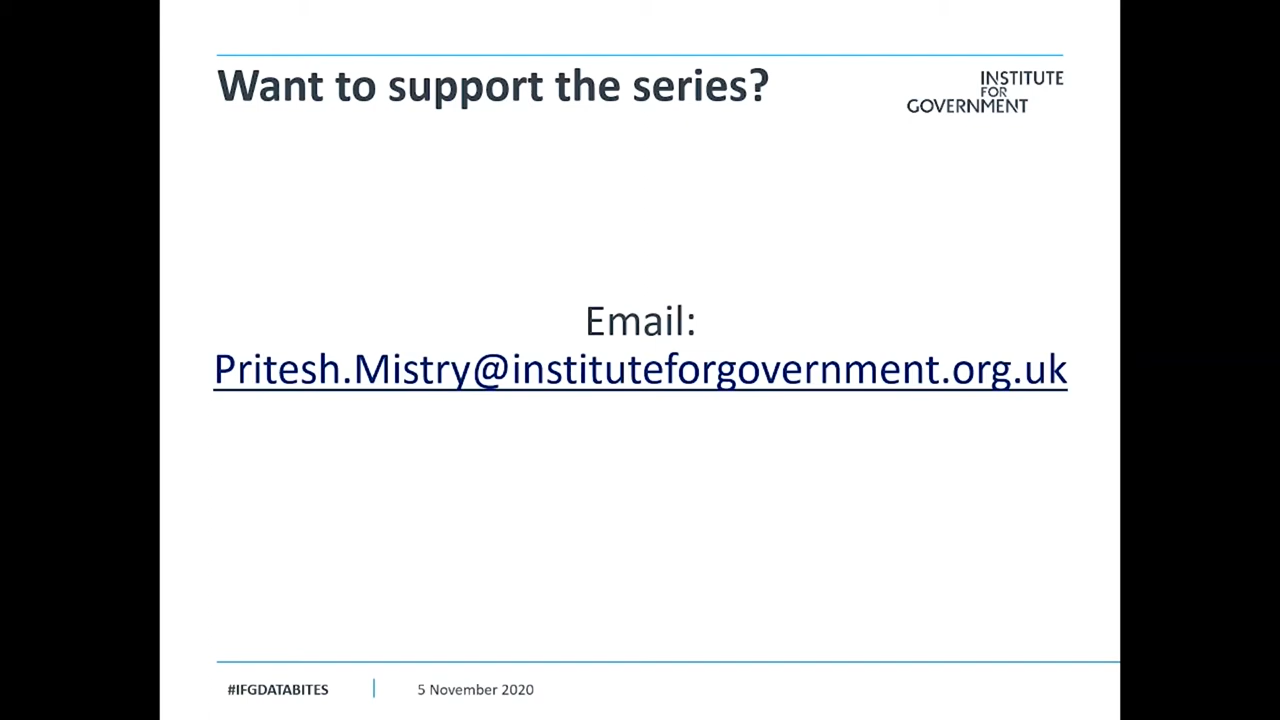 Want to support the series?
INSTITUTE
FOR
GOVERNMENT
Email:
Pritesh.Mistry@instituteforgovernment.org.uk
#IFGDATABITES
5 November 2020